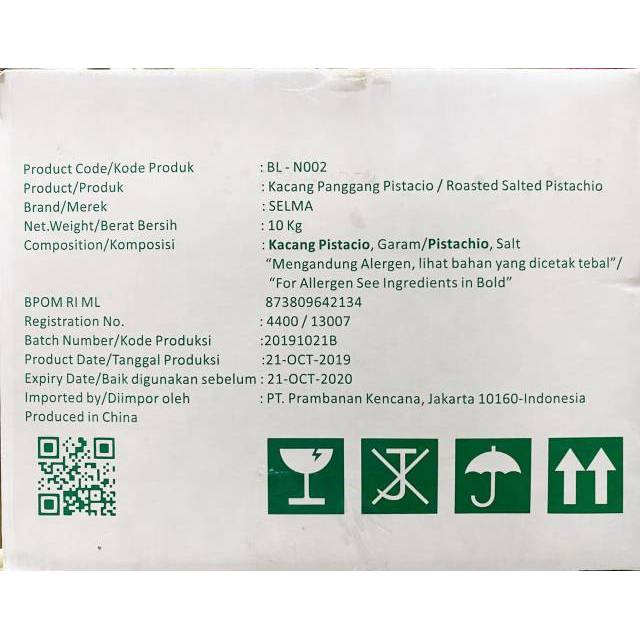 Product Code/Kode Produk : BL - N002
Product/Produk : Kacang Panggang Pistacio / Roasted Salted Pistachio
Brand/Merek : SELMA
Net.Weight/Berat Bersih : 10 Kg
Composition/Komposisi : Kacang Pistacio, Garam/Pistachio, Salt
“Mengandung Alergen, lihat bahan yang dicetak tebal”/
“For Allergen See Ingredients in Bold”
BPOM RI ML 873809642134
Registration No. : 4400 / 13007
Batch Number/Kode Produksi :20191021B
Product Date/Tanggal Produksi :21-OCT-2019
Expiry Date/Baik digunakan sebelum : 21-OCT-2020
Imported by/Diimpor oleh : PT. Prambanan Kencana, Jakarta 10160-Indonesia
Produced in China